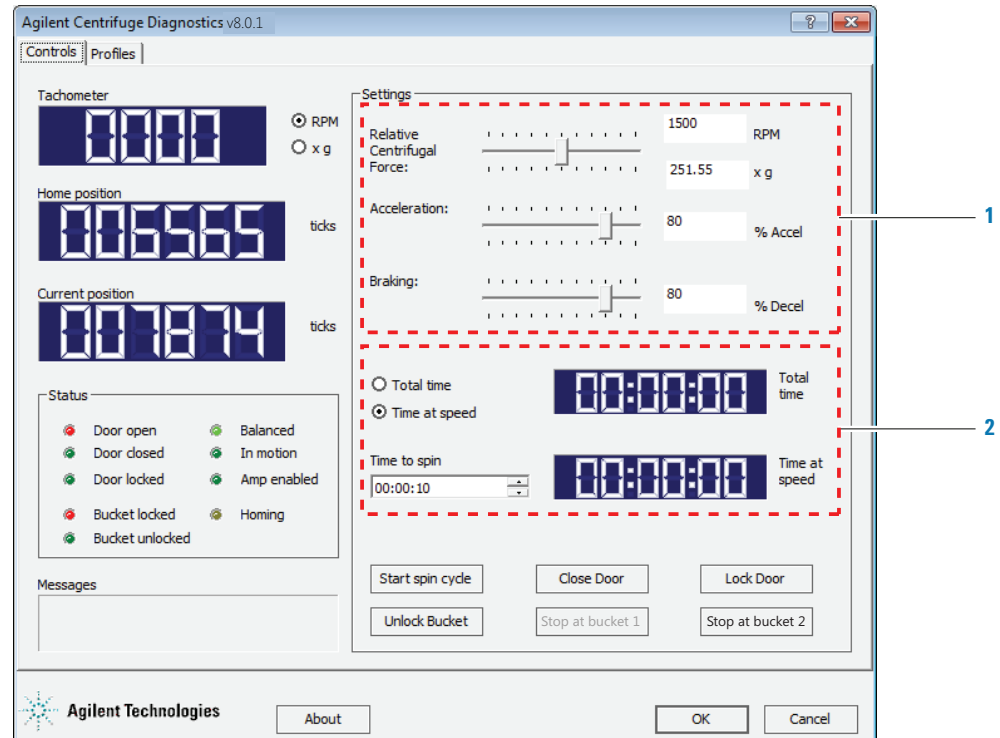 Agilent Centrifuge Diagnostics v8.0.1
Controls
Profiles
Tachometer
0000
RPM
x g
Home position
006565
ticks
Current position
001874
ticks
Status
Door open
Balanced
Door closed
In motion
Door locked
Amp enabled
Bucket locked
Homing
Bucket unlocked
Messages
Settings
Relative
Centrifugal
Force:
1500
RPM
251.55
x g
Acceleration:
80
% Accel
Braking:
80
% Decel
1
Total time
Time at speed
00:00:00
Total
time
2
Time to spin
00:00:10
00:00:00
Time at
speed
Start spin cycle
Close Door
Lock Door
Unlock Bucket
Stop at bucket 1
Stop at bucket 2
Agilent Technologies
About
OK
Cancel